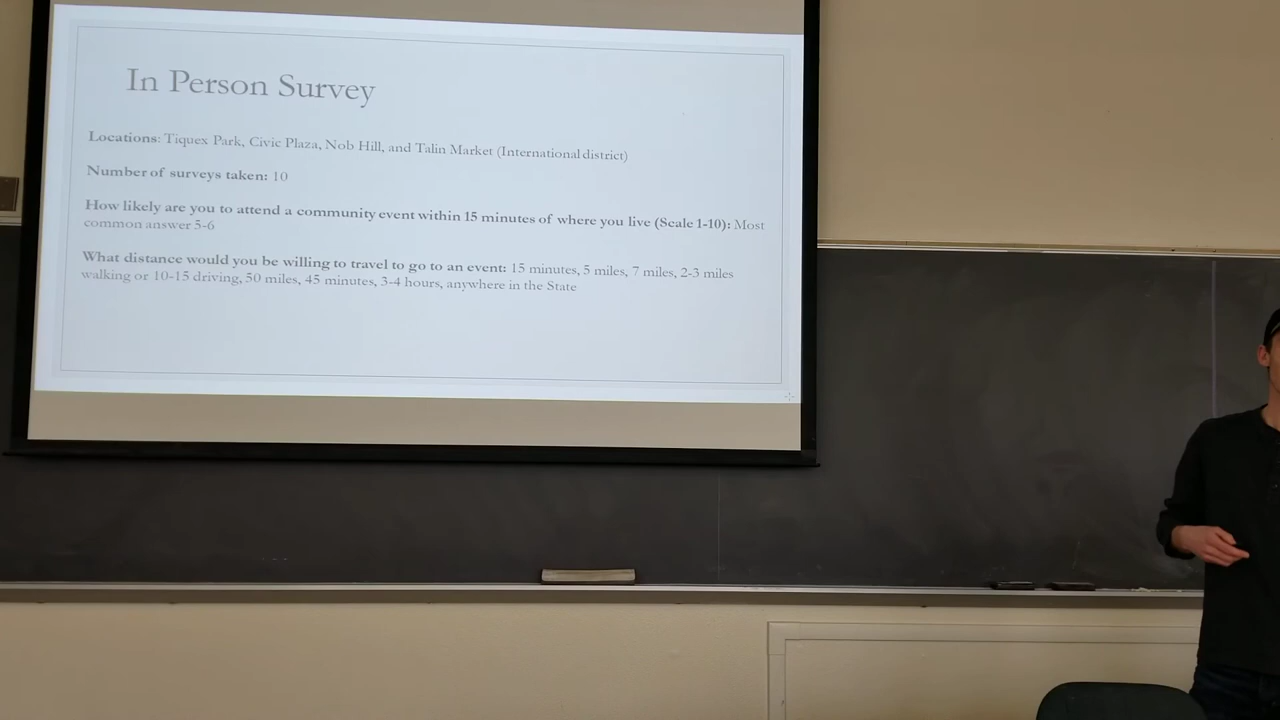 In Person Survey
Locations: Tiquex Park, Civic Plaza, Nob Hill, and Talin Market (International district)
Number of surveys taken: 10
How likely are you to attend a community event within 15 minutes of where you live (Scale 1-10): Most
common answer 5-6
What distance would you be willing to travel to go to an event: 15 minutes, 5 miles, 7 miles, 2-3 miles
walking or 10-15 driving, 50 miles, 45 minutes, 3-4 hours, anywhere in the State